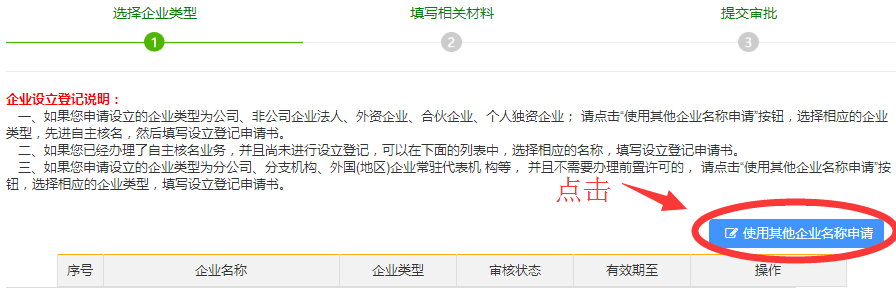 选择企业类型 填写相关材料 提交审批
1 2 3
企业设立登记说明：
一、如果您申请设立的企业类型为公司、非公司企业法人、外资企业、合伙企业、个人独资企业； 请点击“使用其他企业名称申请”按钮，选择相应的企业
类型，先进自主核名，然后填写设立登记申请书。
二、如果您已经办理了自主核名业务，并且尚未进行设立登记，可以在下面的列表中，选择相应的名称，填写设立登记申请书。
三、如果您申请设立的企业类型为分公司、分支机构、外国(地区)企业常驻代表机 构等 ，并且不需要办理前置许可的， 请点击“使用其他企业名称申请”按
钮，选择相应的企业类型，填写设立登记申请书。
点击
使用其他企业名称申请
序号 企业名称 企业类型 审核状态 有效期至 操作